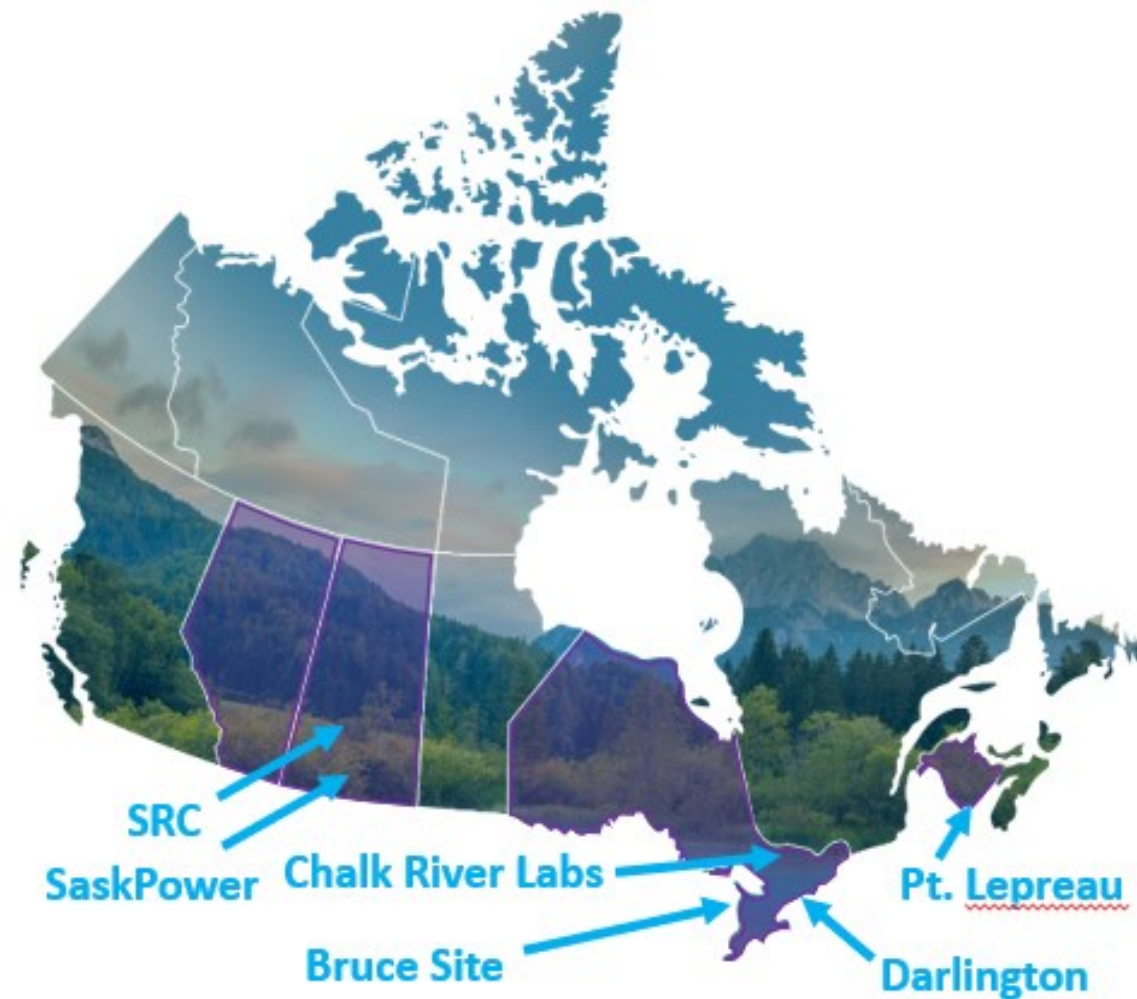 SRC
SaskPower
Chalk River Labs
Pt. Lepreau
Bruce Site
Darlington